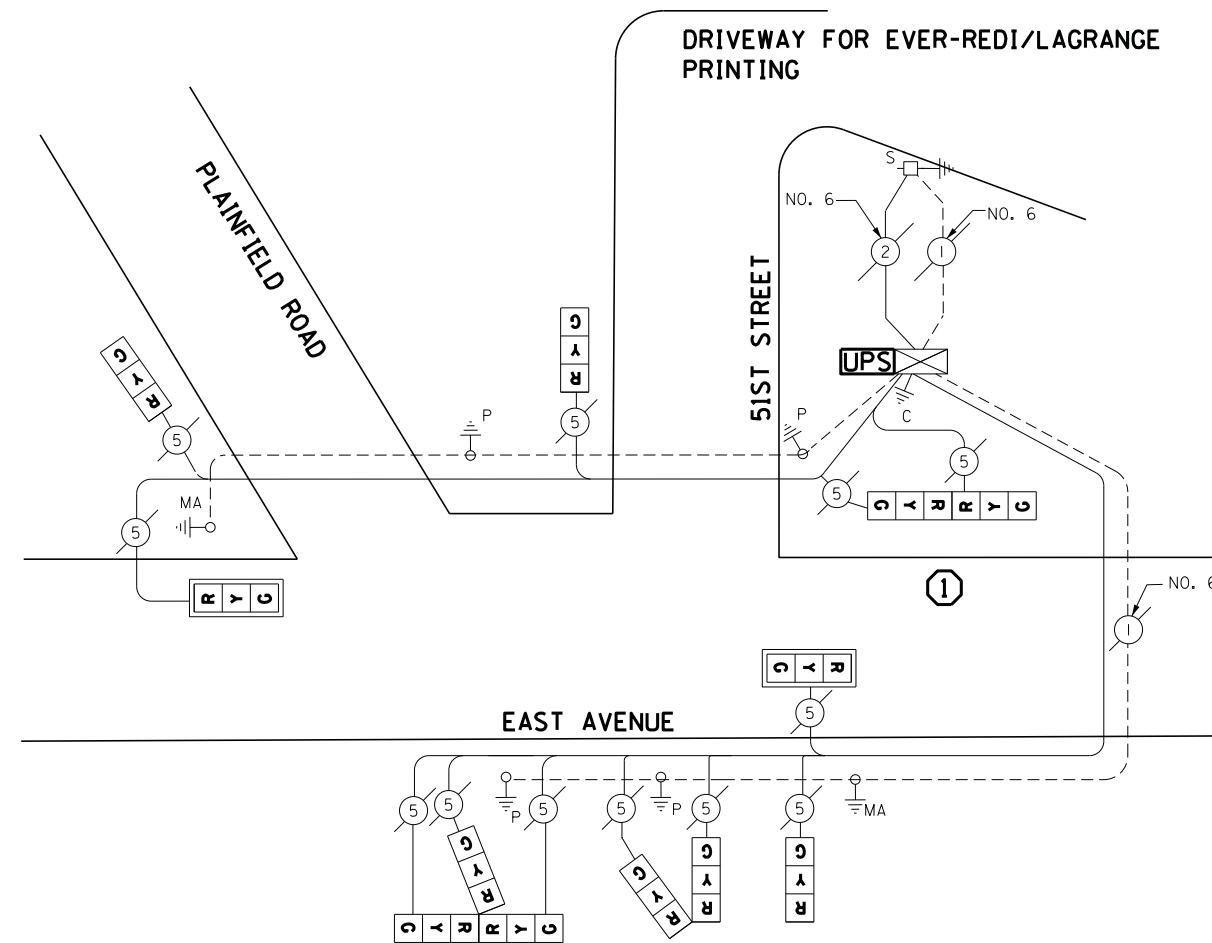 DRIVEWAY FOR EVER-REDI/LAGRANGE
PRINTING
PLAINFIELD ROAD
51ST STREET
S
NO. 6
NO. 6
2
1
UPS
C
P
P
G Y R
5
G Y R
5
5
5
G Y R R Y G
MA
5
R Y G
1
NO. 6
1
G Y R
5
EAST AVENUE
5
5
P
5
5
P
5
5
MA
G Y R
G Y R
G Y R
G Y R
G Y R R Y G